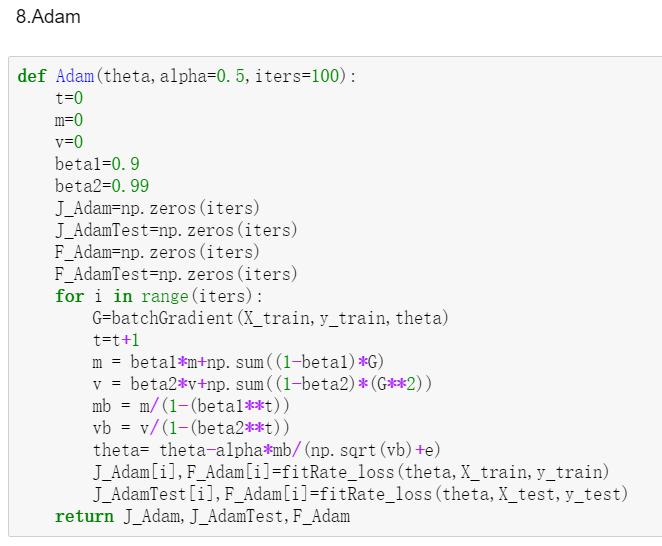 8.Adam
def Adam(theta,alpha=0.5,iters=100):
    t=0
    m=0
    v=0
    beta1=0.9
    beta2=0.99
    J_Adam=np.zeros(iters)
    J_AdamTest=np.zeros(iters)
    F_Adam=np.zeros(iters)
    F_AdamTest=np.zeros(iters)
    for i in range(iters):
        G=batchGradient(X_train,y_train,theta)
        t=t+1
        m = beta1*m+np.sum((1-beta1)*G)
        v = beta2*v+np.sum((1-beta2)*(G**2))
        mb = m/(1-(beta1**t))
        vb = v/(1-(beta2**t))
        theta= theta-alpha*mb/(np.sqrt(vb)+e)
        J_Adam[i],F_Adam[i]=fitRate_loss(theta,X_train,y_train)
        J_AdamTest[i],F_Adam[i]=fitRate_loss(theta,X_test,y_test)
    return J_Adam,J_AdamTest,F_Adam